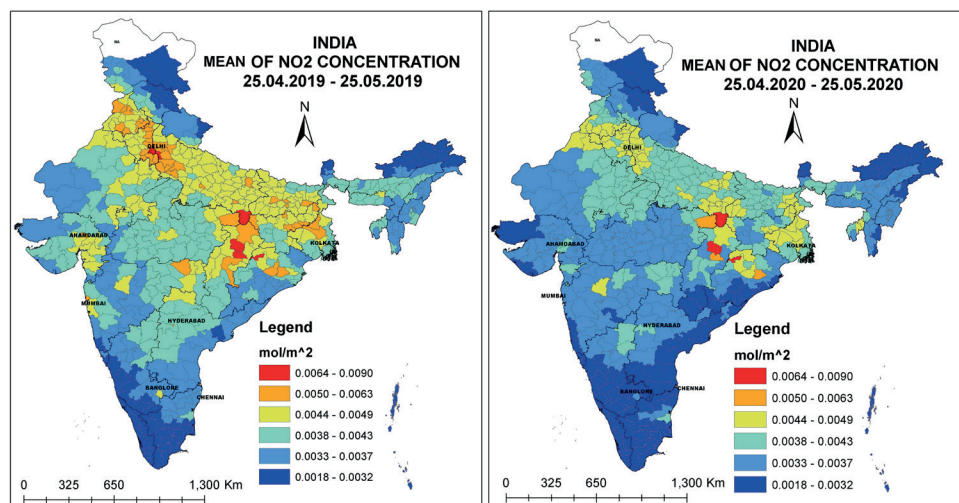 NA
INDIA
MEAN OF NO2 CONCENTRATION
25.04.2019 - 25.05.2019
N
DELHI
AHAMDABAD
KOLKATA
MUMBAI
HYDERABAD
BANGLORE
CHENNAI
Legend
mol/m^2
0.0064 - 0.0090
0.0050 - 0.0063
0.0044 - 0.0049
0.0038 - 0.0043
0.0033 - 0.0037
0.0018 - 0.0032
0 325 650 1,300 Km
NA
INDIA
MEAN OF NO2 CONCENTRATION
25.04.2020 - 25.05.2020
N
DELHI
AHAMDABAD
KOLKATA
MUMBAI
HYDERABAD
BANGLORE
CHENNAI
Legend
mol/m^2
0.0064 - 0.0090
0.0050 - 0.0063
0.0044 - 0.0049
0.0038 - 0.0043
0.0033 - 0.0037
0.0018 - 0.0032
0 325 650 1,300 Km